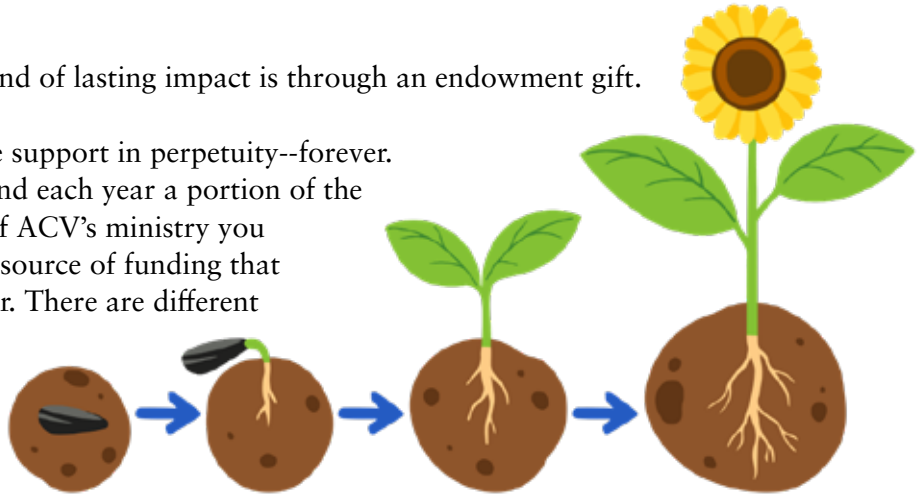 nd of lasting impact is through an endowment gift.
support in perpetuity--forever.
nd each year a portion of the
f ACV’s ministry you
source of funding that
r. There are different